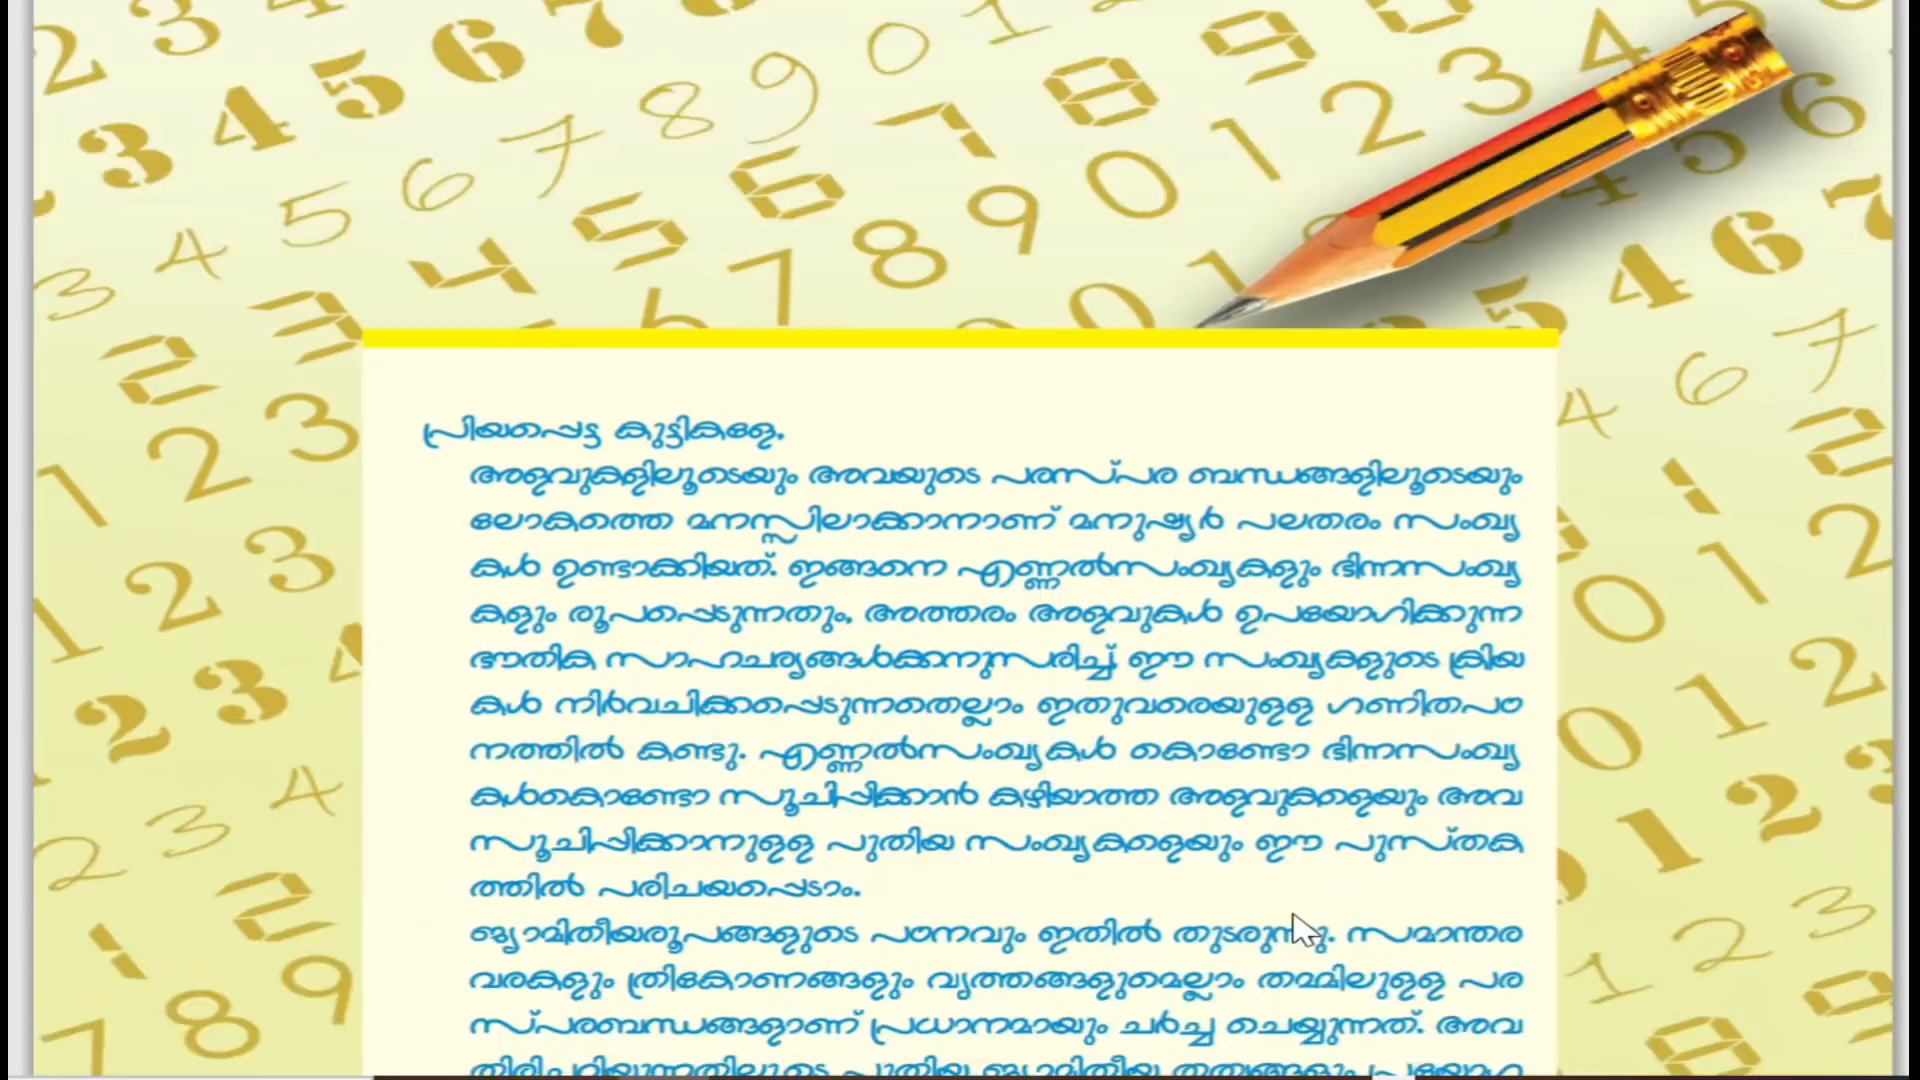 പ്രിയപ്പെട്ട കുട്ടികളേ,
അളവുകളിലൂടെയും അവയുടെ പരസ്പര ബന്ധങ്ങളിലൂടെയും
ലോകത്തെ മനസ്സിലാക്കാനാണ് മനുഷ്യർ പലതരം സംഖ്യ
കൾ ഉണ്ടാക്കിയത്. ഇങ്ങനെ എണ്ണൽസംഖ്യകളും ഭിന്നസംഖ്യ
കളും രൂപപ്പെടുന്നതും, അത്തരം അളവുകൾ ഉപയോഗിക്കുന്ന
ഭൗതിക സാഹചര്യങ്ങൾക്കനുസരിച്ച് ഈ സംഖ്യകളുടെ ക്രിയ
കൾ നിർവചിക്കപ്പെടുന്നതെല്ലാം ഇതുവരെയുളള ഗണിതപഠ
നത്തിൽ കണ്ടു. എണ്ണൽസംഖ്യകൾ കൊണ്ടോ ഭിന്നസംഖ്യ
കൾകൊണ്ടോ സൂചിപ്പിക്കാൻ കഴിയാത്ത അളവുകളെയും അവ
സൂചിപ്പിക്കാനുളള പുതിയ സംഖ്യകളെയും ഈ പുസ്തക
ത്തിൽ പരിചയപ്പെടാം.
ജ്യാമിതീയരൂപങ്ങളുടെ പഠനവും ഇതിൽ തുടരുന്നു. സമാന്തര
വരകളും ത്രികോണങ്ങളും വൃത്തങ്ങളുമെല്ലാം തമ്മിലുളള പര
സ്പരബന്ധങ്ങളാണ് പ്രധാനമായും ചർച്ച ചെയ്യുന്നത്. അവ